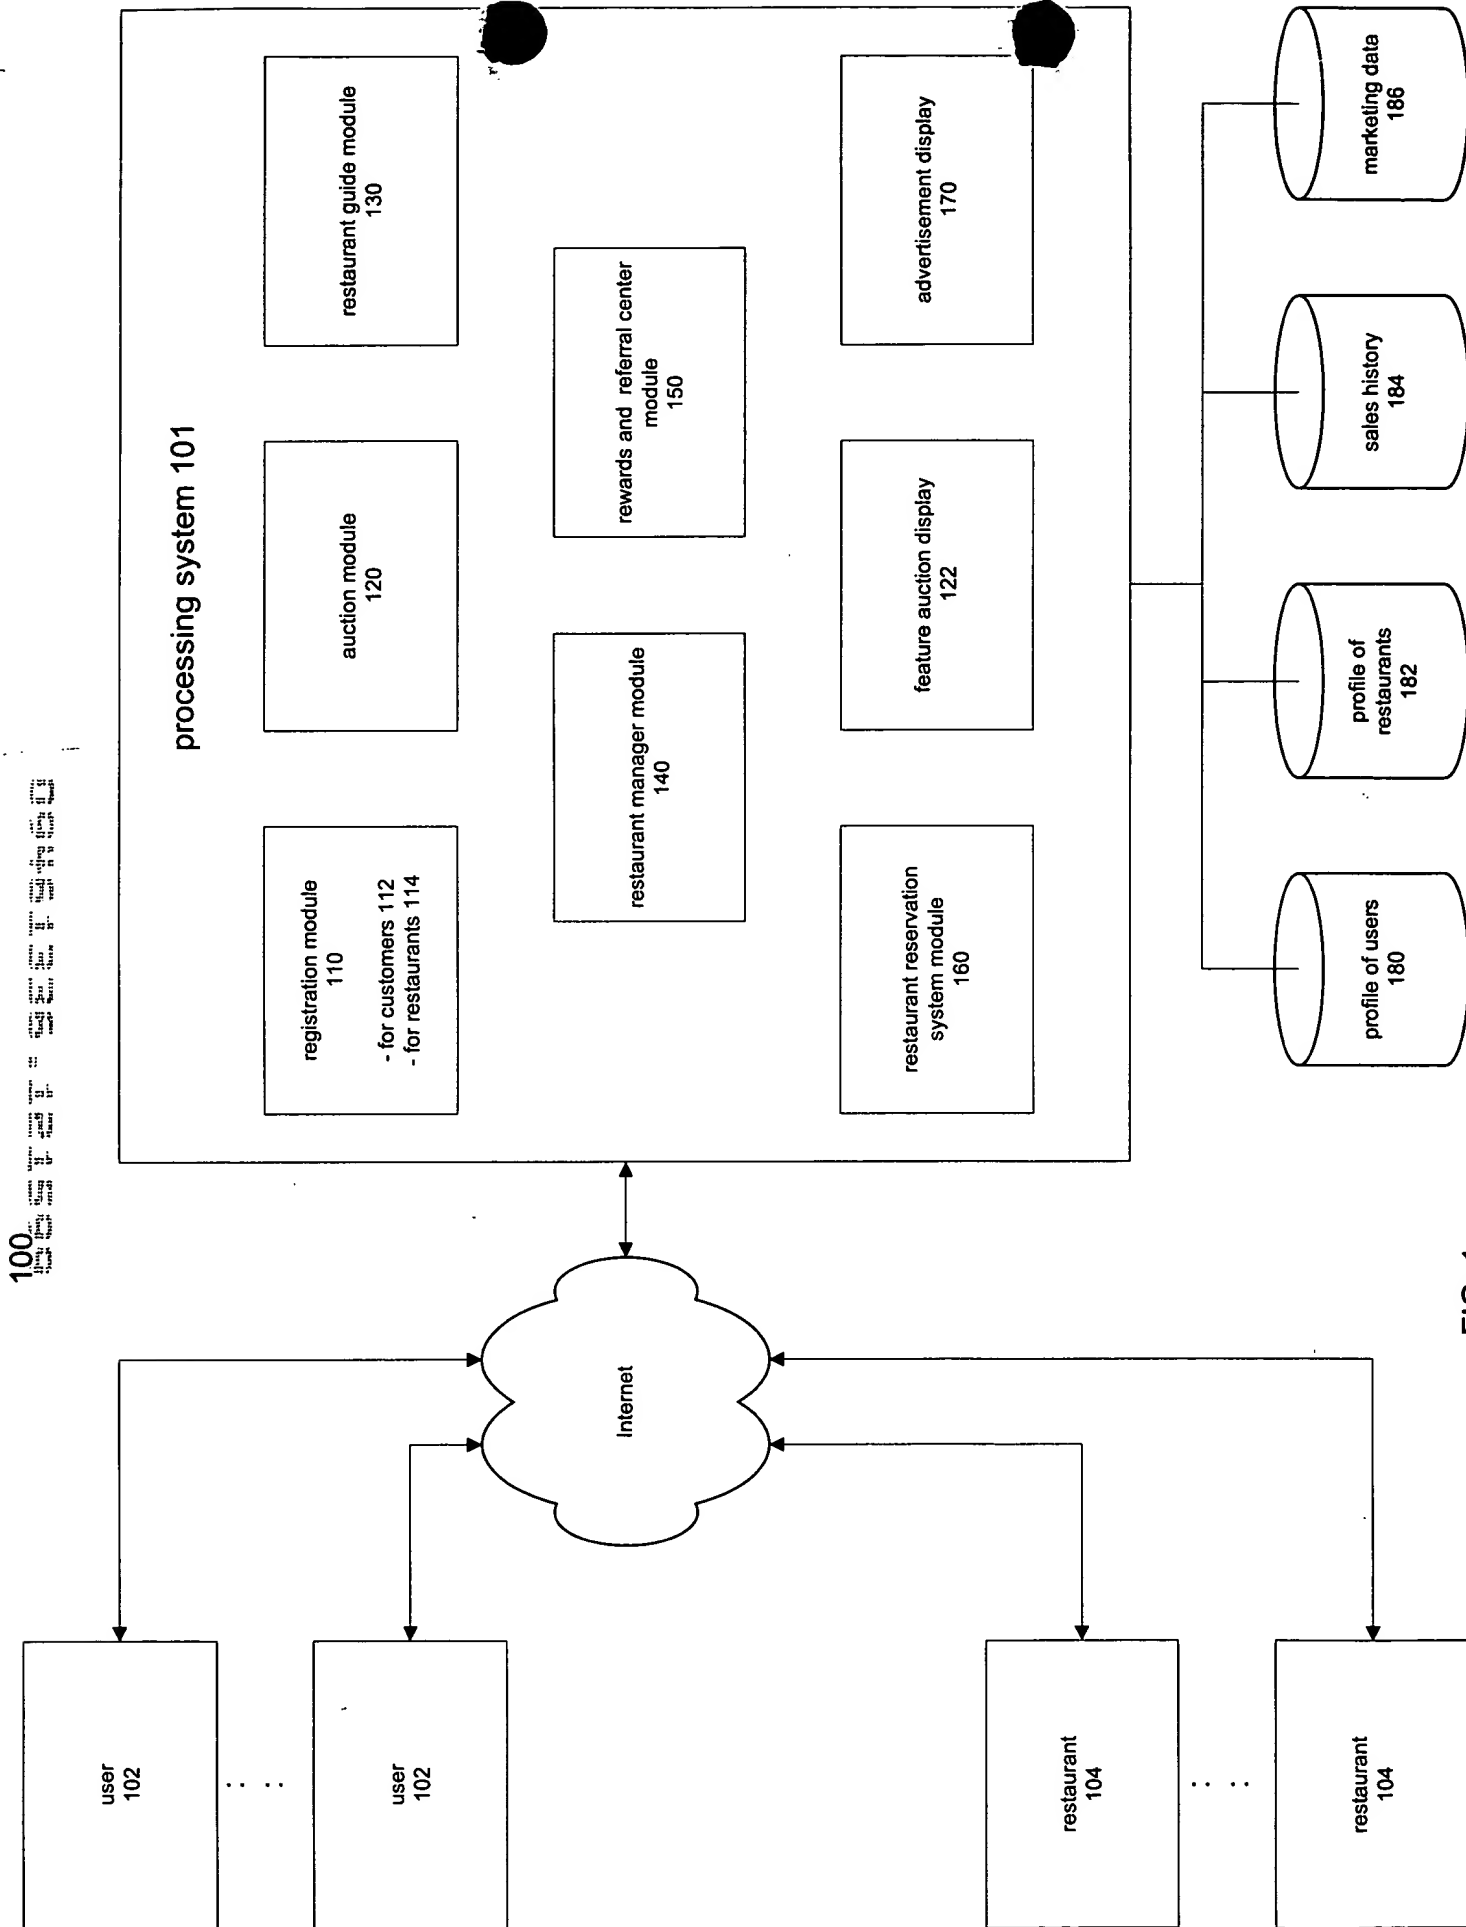 100
user
102
user
102
restaurant
104
restaurant
104
Internet
processing system 101
registration module
110
- for customers 112
- for restaurants 114
auction module
120
restaurant guide module
130
restaurant manager module
140
rewards and referral center
module
150
restaurant reservation
system module
160
feature auction display
122
advertisement display
170
profile of users
180
profile of
restaurants
182
sales history
184
marketing data
186